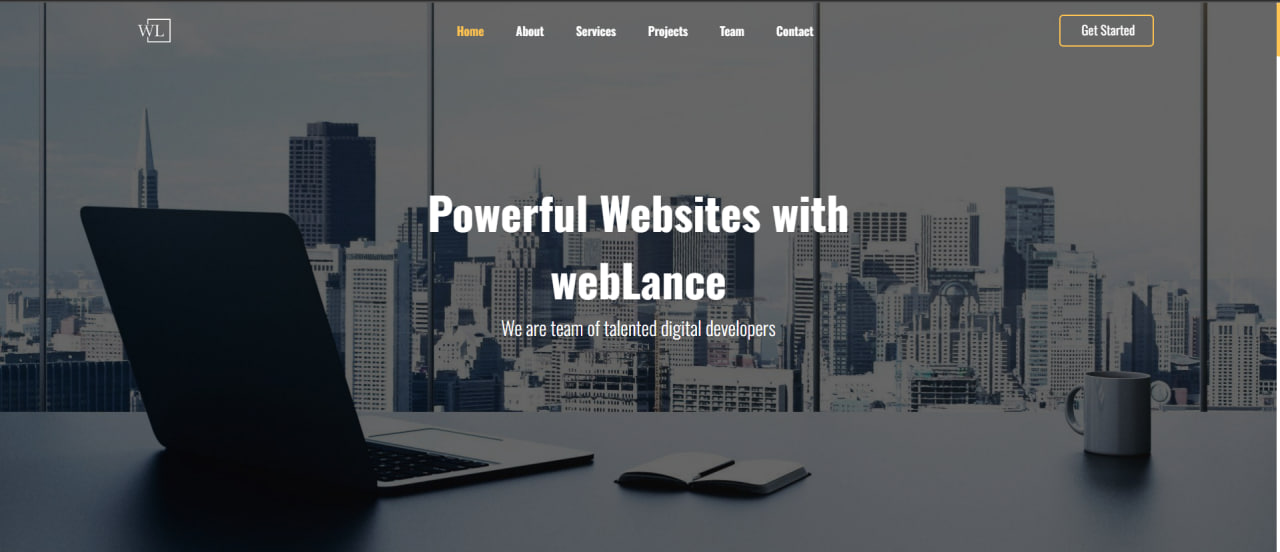 WL
Home About Services Projects Team Contact Get Started
Powerful Websites with
webLance
We are team of talented digital developers